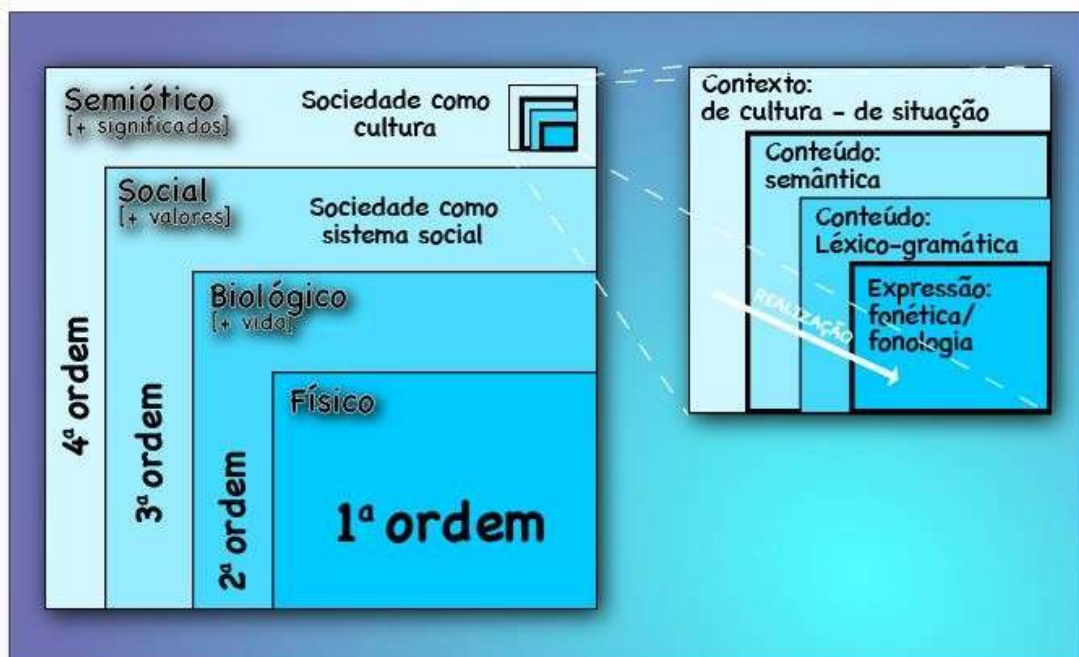 Semiótico
[+ significados]
Sociedade como
cultura
Social
[+ valores]
Sociedade como
sistema social
Biológico
[+ vida]
Físico
4ª ordem
3ª ordem
2ª ordem
1ª ordem
Contexto:
de cultura - de situação
Conteúdo:
semântica
Conteúdo:
Léxico-gramática
Expressão:
fonética/
fonologia
REALIZAÇÃO